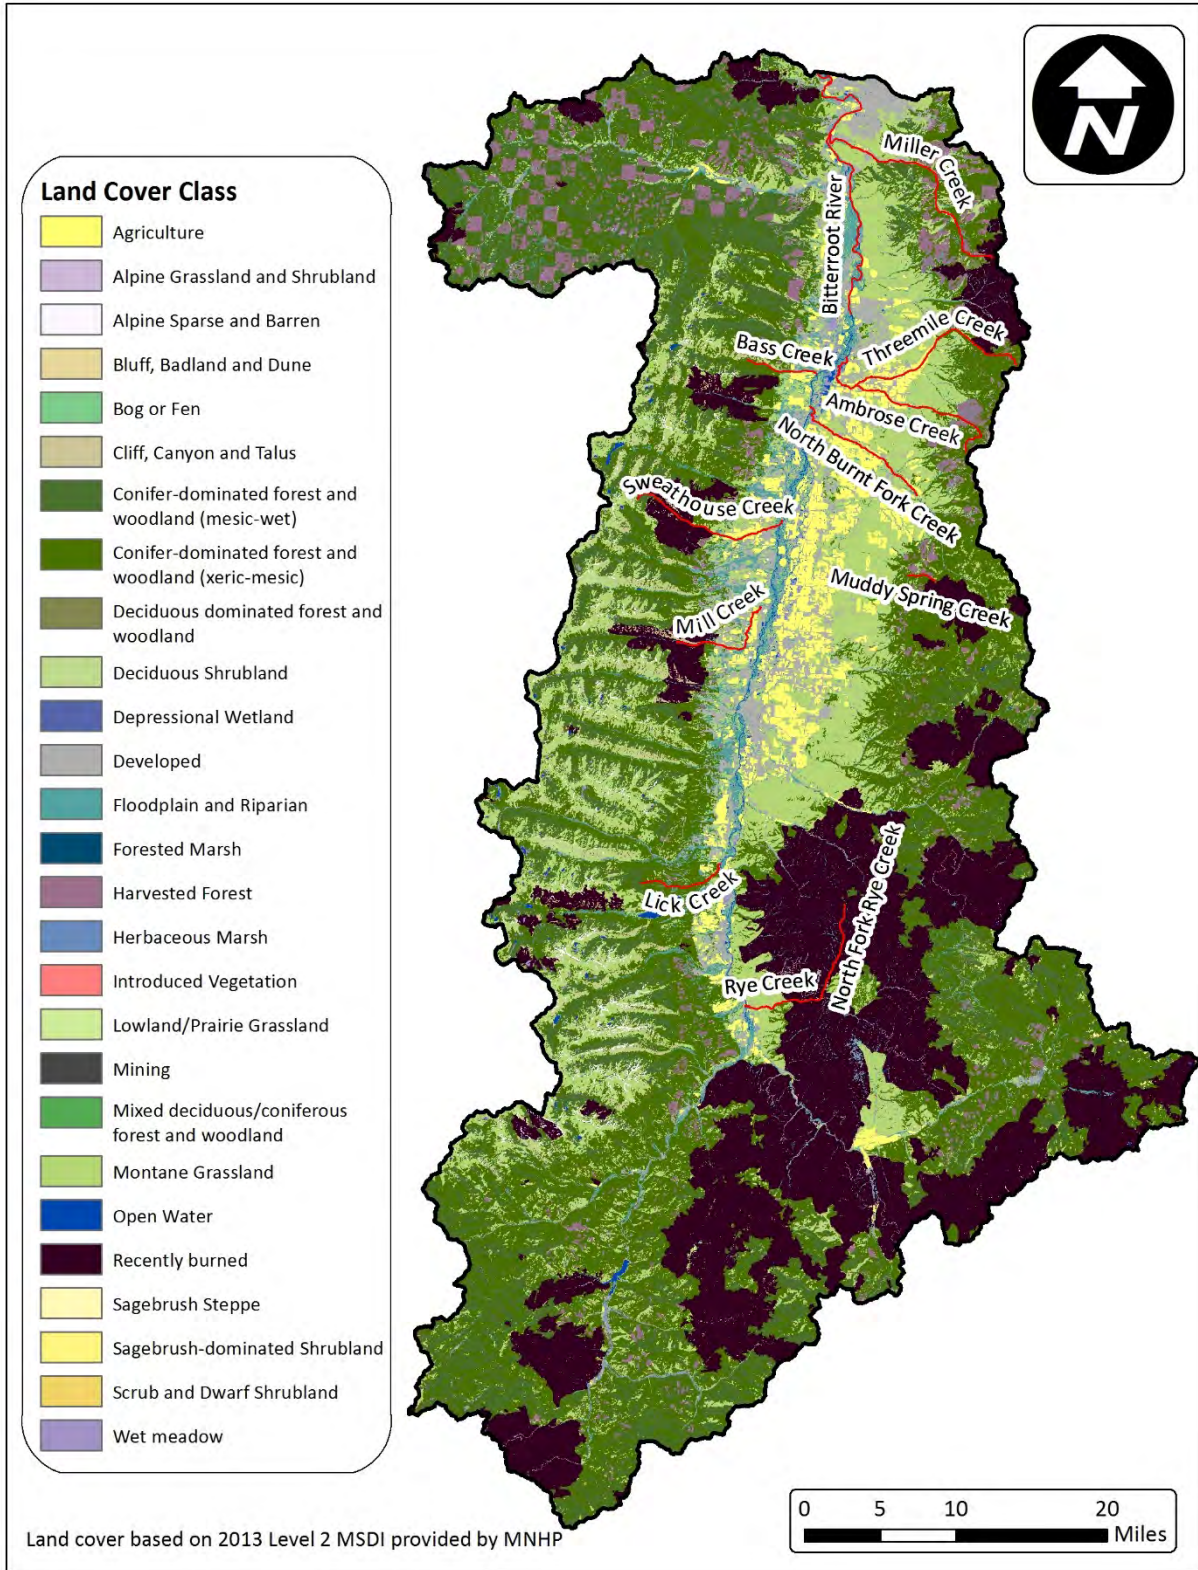 N
Miller Creek
Bitterroot River
Threemile Creek
Bass Creek
Ambrose Creek
North Burnt Fork Creek
Sweathouse Creek
Muddy Spring Creek
Mill Creek
North Fork Rye Creek
Lick Creek
Rye Creek
Land Cover Class
Agriculture
Alpine Grassland and Shrubland
Alpine Sparse and Barren
Bluff, Badland and Dune
Bog or Fen
Cliff, Canyon and Talus
Conifer-dominated forest and
woodland (mesic-wet)
Conifer-dominated forest and
woodland (xeric-mesic)
Deciduous dominated forest and
woodland
Deciduous Shrubland
Depressional Wetland
Developed
Floodplain and Riparian
Forested Marsh
Harvested Forest
Herbaceous Marsh
Introduced Vegetation
Lowland/Prairie Grassland
Mining
Mixed deciduous/coniferous
forest and woodland
Montane Grassland
Open Water
Recently burned
Sagebrush Steppe
Sagebrush-dominated Shrubland
Scrub and Dwarf Shrubland
Wet meadow
0 5 10 20
Miles
Land cover based on 2013 Level 2 MSDI provided by MNHP